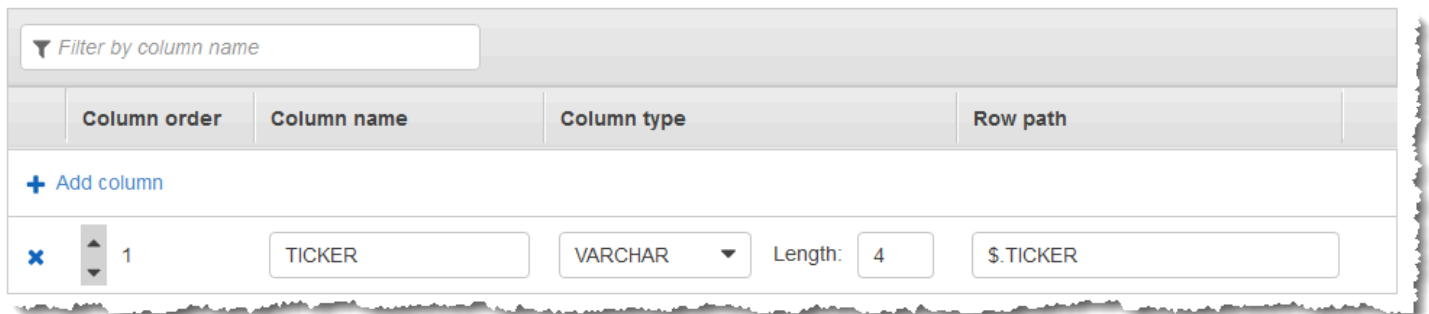 Filter by column name
Column order Column name Column type Row path
Add column
1 TICKER VARCHAR Length: 4 $.TICKER